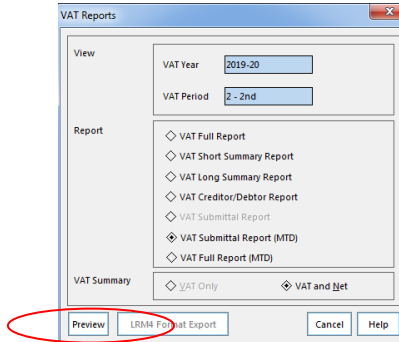 VAT Reports
View
VAT Year 2019-20
VAT Period 2 - 2nd
Report
VAT Full Report
VAT Short Summary Report
VAT Long Summary Report
VAT Creditor/Debtor Report
VAT Submittal Report
VAT Submittal Report (MTD)
VAT Full Report (MTD)
VAT Summary
VAT Only VAT and Net
Preview LRM4 Format Export Cancel Help